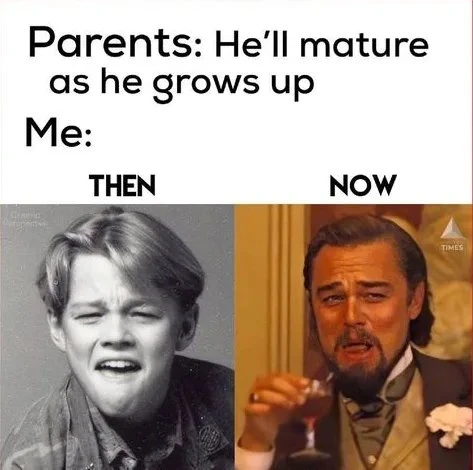 Parents: He'll mature
as he grows up
Me:
THEN
NOW
TIMES